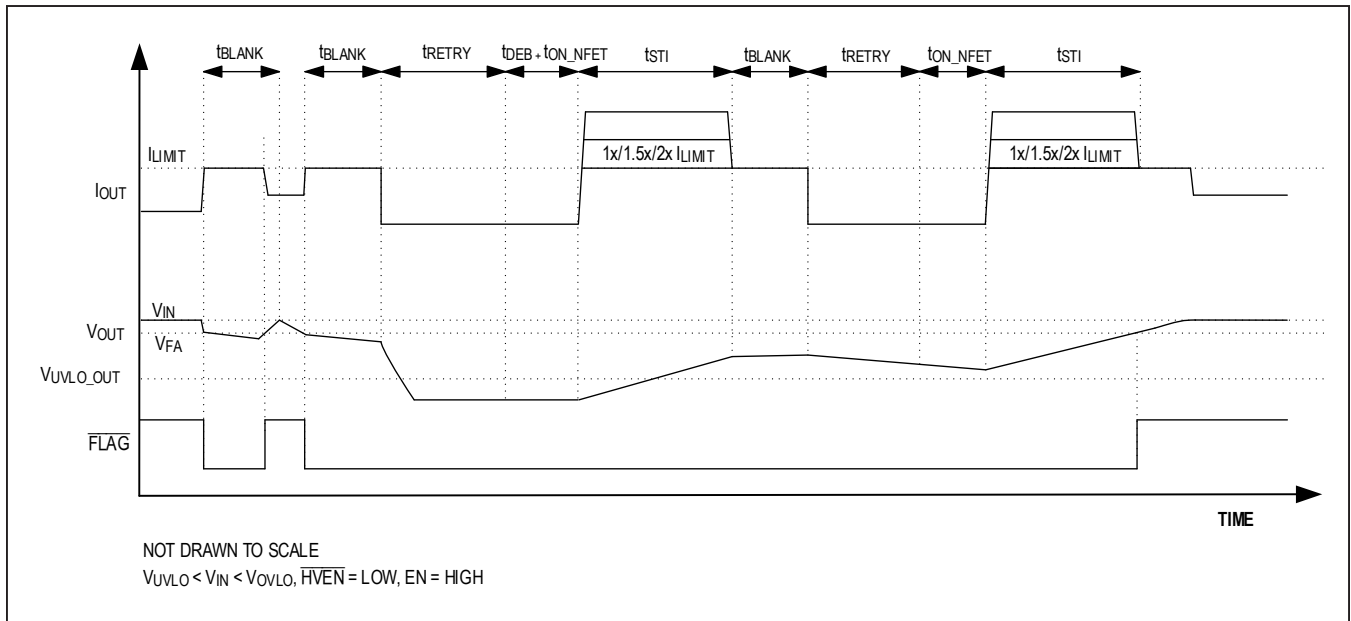 tBLANK tBLANK tRETRY tDEB + tON_NFET tSTI tBLANK tRETRY tON_NFET tSTI
ILIMIT
1x/1.5x/2x ILIMIT 1x/1.5x/2x ILIMIT
IOUT
VIN
VOUT
VFA
VUVLO_OUT
FLAG
TIME
NOT DRAWN TO SCALE
VUVLO < VIN < VOVLO, HVEN = LOW, EN = HIGH